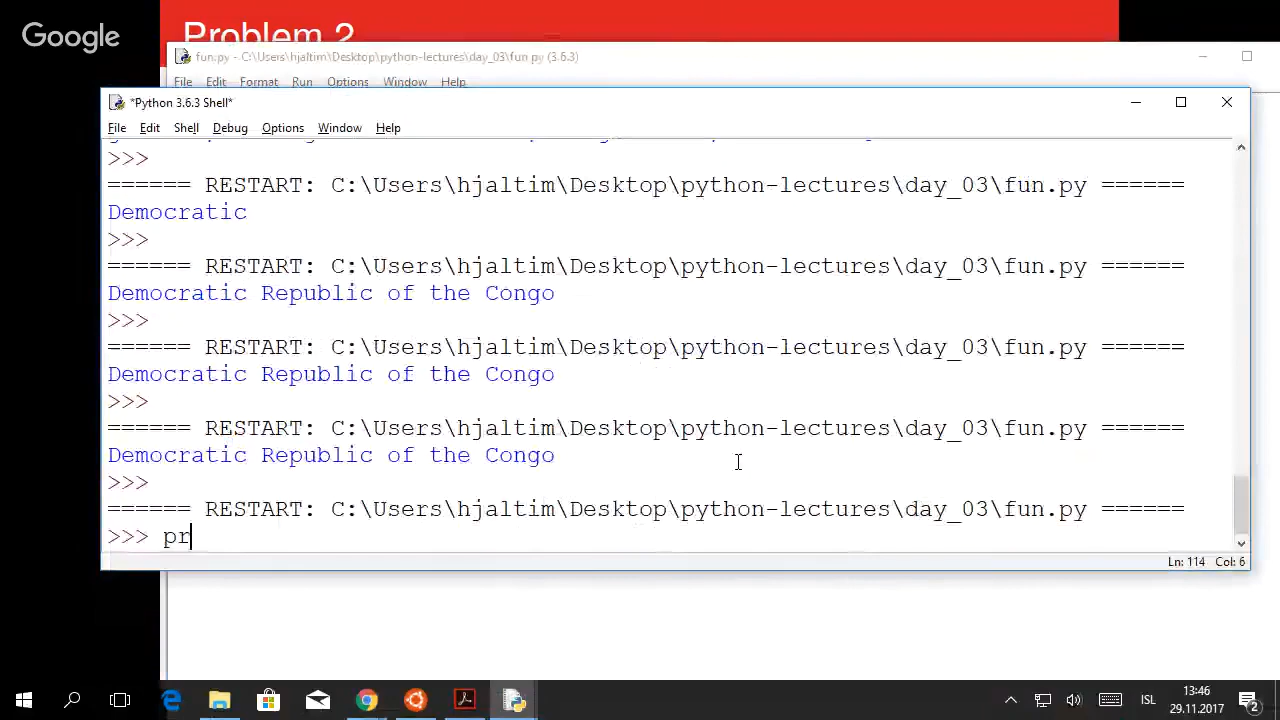 Google
Problem 2
fun.py - C:\Users\hjaltim\Desktop\python-lectures\day_03\fun.py (3.6.3)
File Edit Format Run Options Window Help
*Python 3.6.3 Shell*
File Edit Shell Debug Options Window Help
>>>
====== RESTART: C:\Users\hjaltim\Desktop\python-lectures\day_03\fun.py ======
Democratic
>>>
====== RESTART: C:\Users\hjaltim\Desktop\python-lectures\day_03\fun.py ======
Democratic Republic of the Congo
>>>
====== RESTART: C:\Users\hjaltim\Desktop\python-lectures\day_03\fun.py ======
Democratic Republic of the Congo
>>>
====== RESTART: C:\Users\hjaltim\Desktop\python-lectures\day_03\fun.py ======
Democratic Republic of the Congo
>>>
====== RESTART: C:\Users\hjaltim\Desktop\python-lectures\day_03\fun.py ======
>>> pr
Ln: 114 Col: 6
ISL
13:46
29.11.2017
2